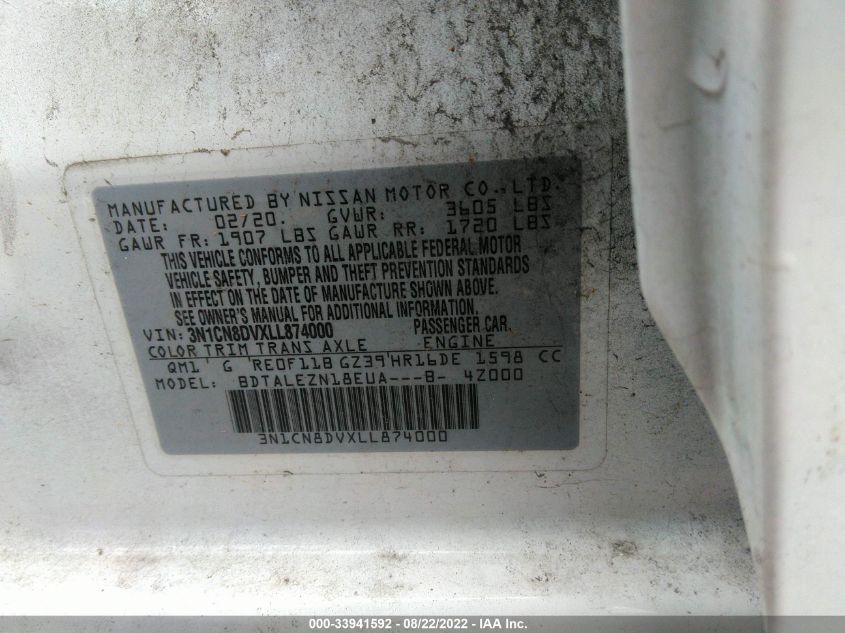 MANUFACTURED BY NISSAN MOTOR CO., LTD.
DATE: 02/20. GVWR: 3605 LBS
GAWR FR: 1907 LBS GAWR RR: 1720 LBS
THIS VEHICLE CONFORMS TO ALL APPLICABLE FEDERAL MOTOR
VEHICLE SAFETY, BUMPER AND THEFT PREVENTION STANDARDS
IN EFFECT ON THE DATE OF MANUFACTURE SHOWN ABOVE.
SEE OWNER'S MANUAL FOR ADDITIONAL INFORMATION.
VIN: 3N1CN8DVXLL874000 PASSENGER CAR
COLOR TRIM TRANS AXLE ENGINE
QM1 G RE0F11B GZ39 HR16DE 1598 CC
MODEL: BDTALEZN18EUA---B- 4Z000
3N1CN8DVXLL874000
000-33941592 - 08/22/2022 - IAA Inc.